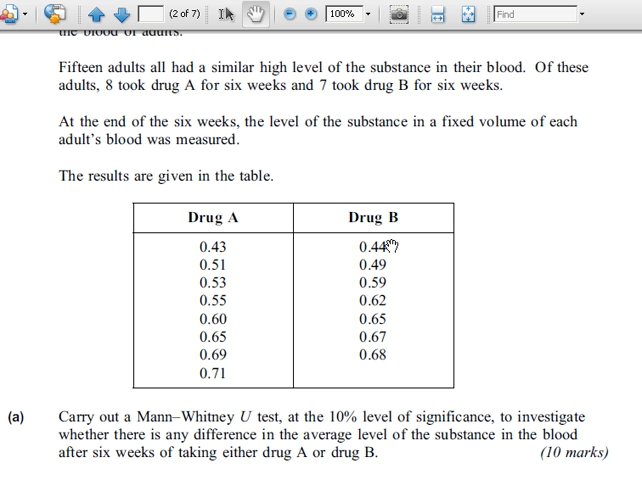 (2 of 7) 100% Find
the blood of adults.
Fifteen adults all had a similar high level of the substance in their blood. Of these
adults, 8 took drug A for six weeks and 7 took drug B for six weeks.
At the end of the six weeks, the level of the substance in a fixed volume of each
adult's blood was measured.
The results are given in the table.
Drug A Drug B
0.43 0.44
0.51 0.49
0.53 0.59
0.55 0.62
0.60 0.65
0.65 0.67
0.69 0.68
0.71
(a) Carry out a Mann–Whitney U test, at the 10% level of significance, to investigate
whether there is any difference in the average level of the substance in the blood
after six weeks of taking either drug A or drug B. (10 marks)